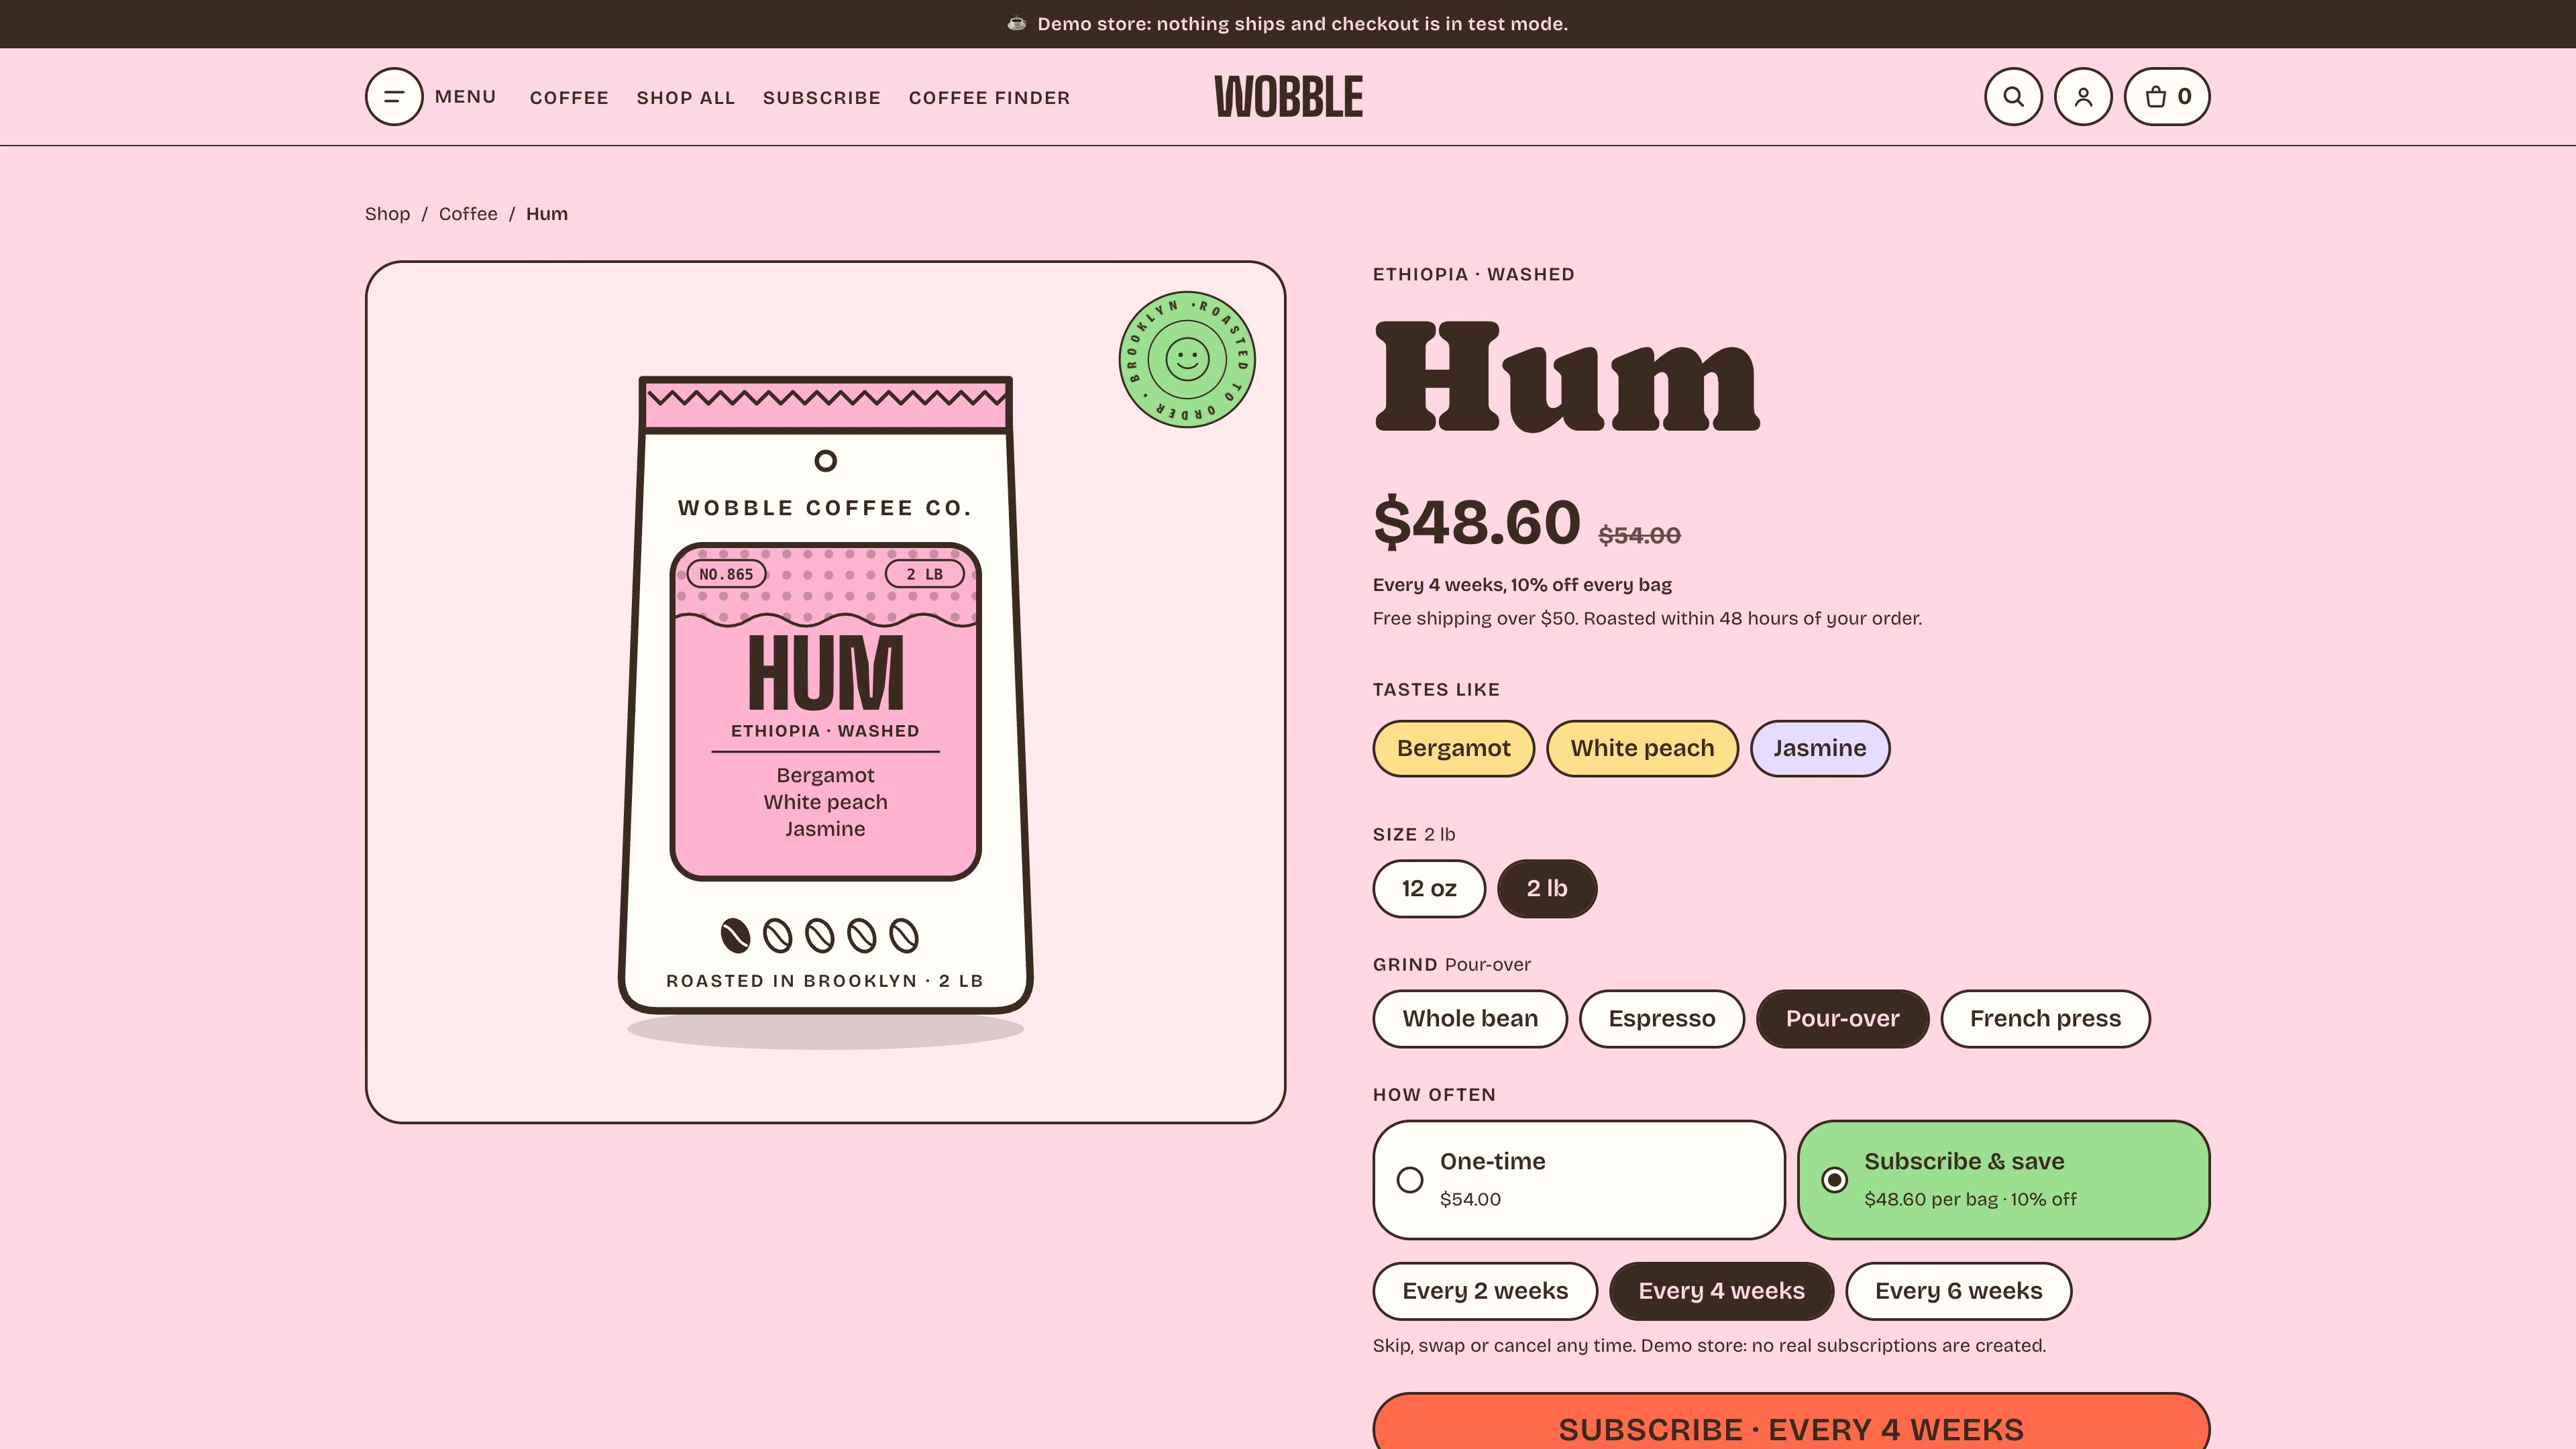 Demo store: nothing ships and checkout is in test mode.
MENU COFFEE SHOP ALL SUBSCRIBE COFFEE FINDER
WOBBLE
0
Shop / Coffee / Hum
BROOKLYN · ROASTED TO ORDER ·
WOBBLE COFFEE CO.
NO.865
2 LB
HUM
ETHIOPIA · WASHED
Bergamot
White peach
Jasmine
ROASTED IN BROOKLYN · 2 LB
ETHIOPIA · WASHED
Hum
$48.60 $54.00
Every 4 weeks, 10% off every bag
Free shipping over $50. Roasted within 48 hours of your order.
TASTES LIKE
Bergamot
White peach
Jasmine
SIZE 2 lb
12 oz
2 lb
GRIND Pour-over
Whole bean
Espresso
Pour-over
French press
HOW OFTEN
One-time
$54.00
Subscribe & save
$48.60 per bag · 10% off
Every 2 weeks
Every 4 weeks
Every 6 weeks
Skip, swap or cancel any time. Demo store: no real subscriptions are created.
SUBSCRIBE · EVERY 4 WEEKS